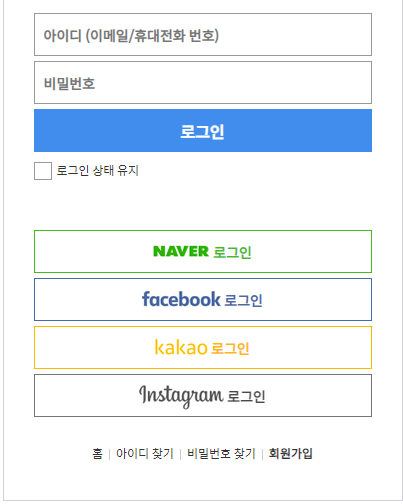 아이디 (이메일/휴대전화 번호)
비밀번호
로그인
로그인 상태 유지
NAVER 로그인
facebook 로그인
kakao 로그인
Instagram 로그인
홈 | 아이디 찾기 | 비밀번호 찾기 | 회원가입